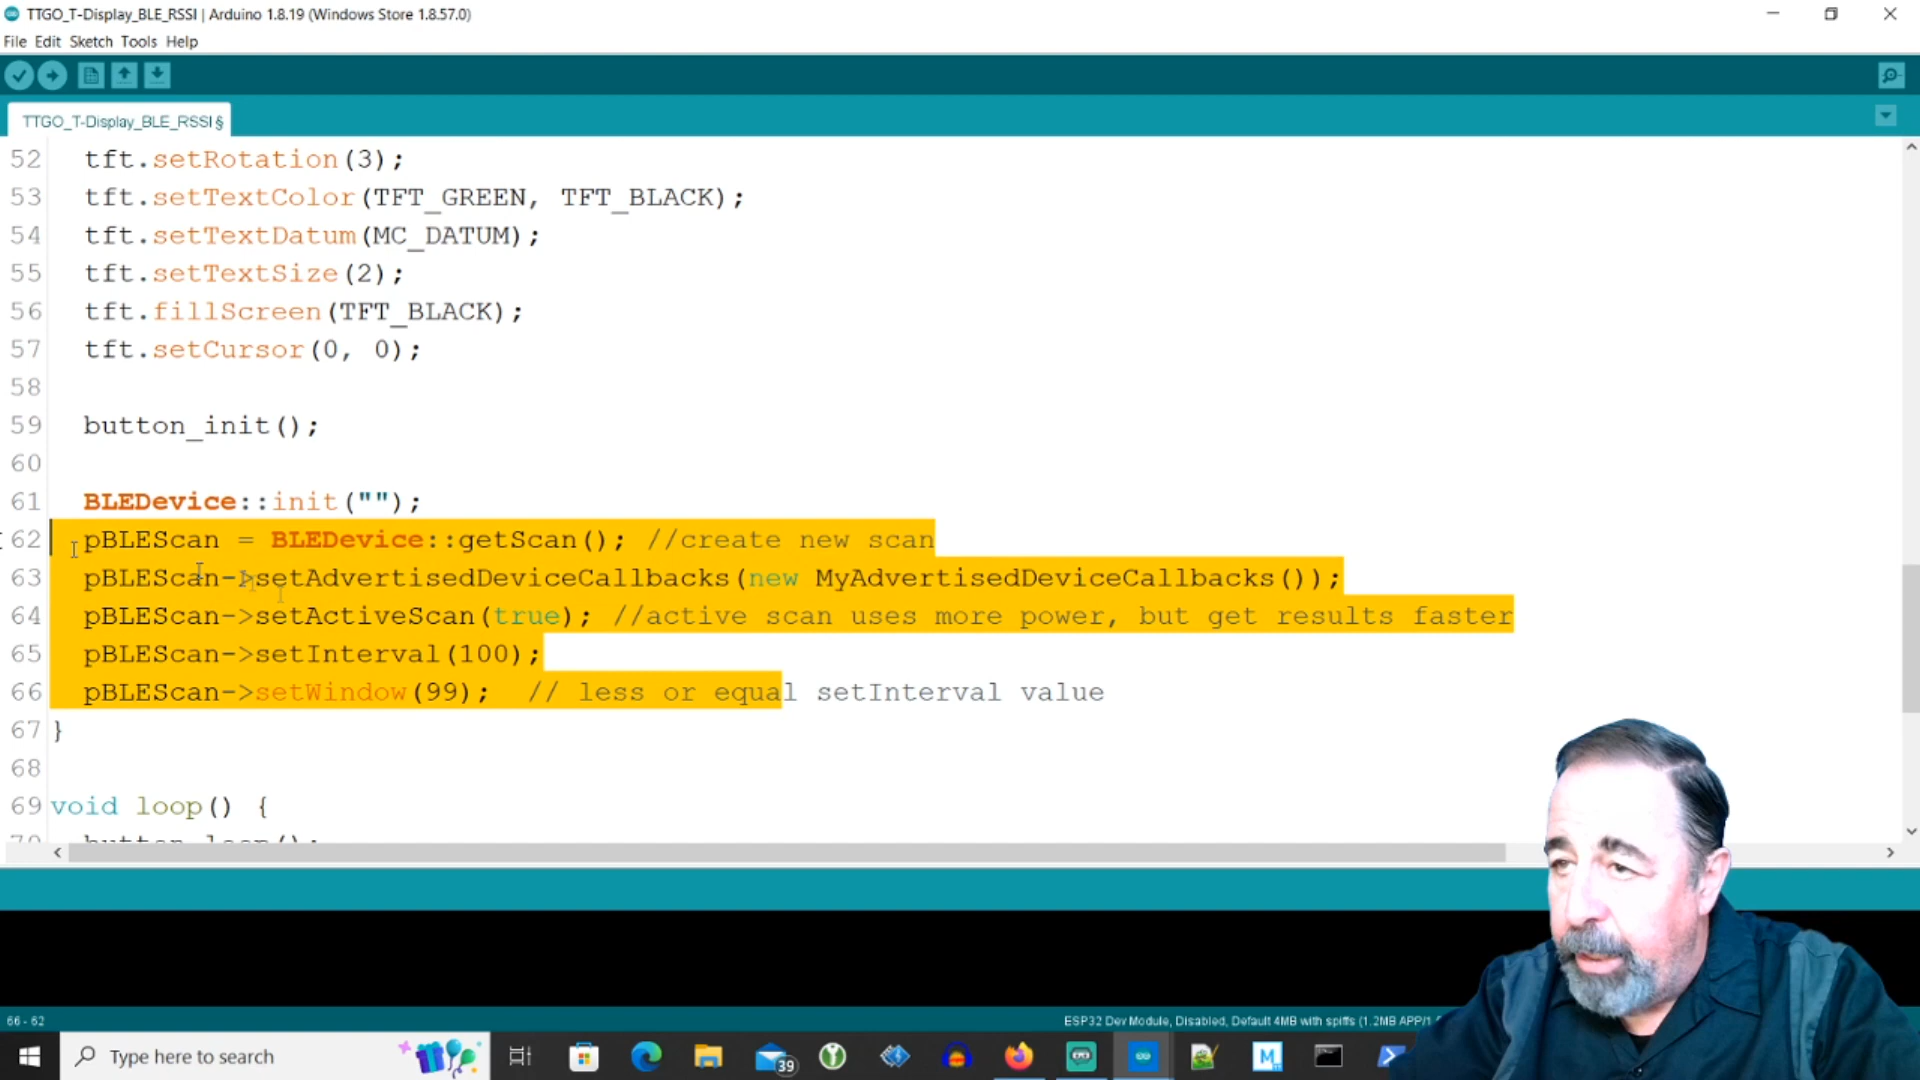 TTGO_T-Display_BLE_RSSI | Arduino 1.8.19 (Windows Store 1.8.57.0)
File Edit Sketch Tools Help
TTGO_T-Display_BLE_RSSI §
52 tft.setRotation(3);
53 tft.setTextColor(TFT_GREEN, TFT_BLACK);
54 tft.setTextDatum(MC_DATUM);
55 tft.setTextSize(2);
56 tft.fillScreen(TFT_BLACK);
57 tft.setCursor(0, 0);
58
59 button_init();
60
61 BLEDevice::init("");
62 pBLEScan = BLEDevice::getScan(); //create new scan
63 pBLEScan->setAdvertisedDeviceCallbacks(new MyAdvertisedDeviceCallbacks());
64 pBLEScan->setActiveScan(true); //active scan uses more power, but get results faster
65 pBLEScan->setInterval(100);
66 pBLEScan->setWindow(99); // less or equal setInterval value
67 }
68
69 void loop() {
70 button_loop();
66 - 62
ESP32 Dev Module, Disabled, Default 4MB with spiffs (1.2MB APP/1.
Type here to search
39
M